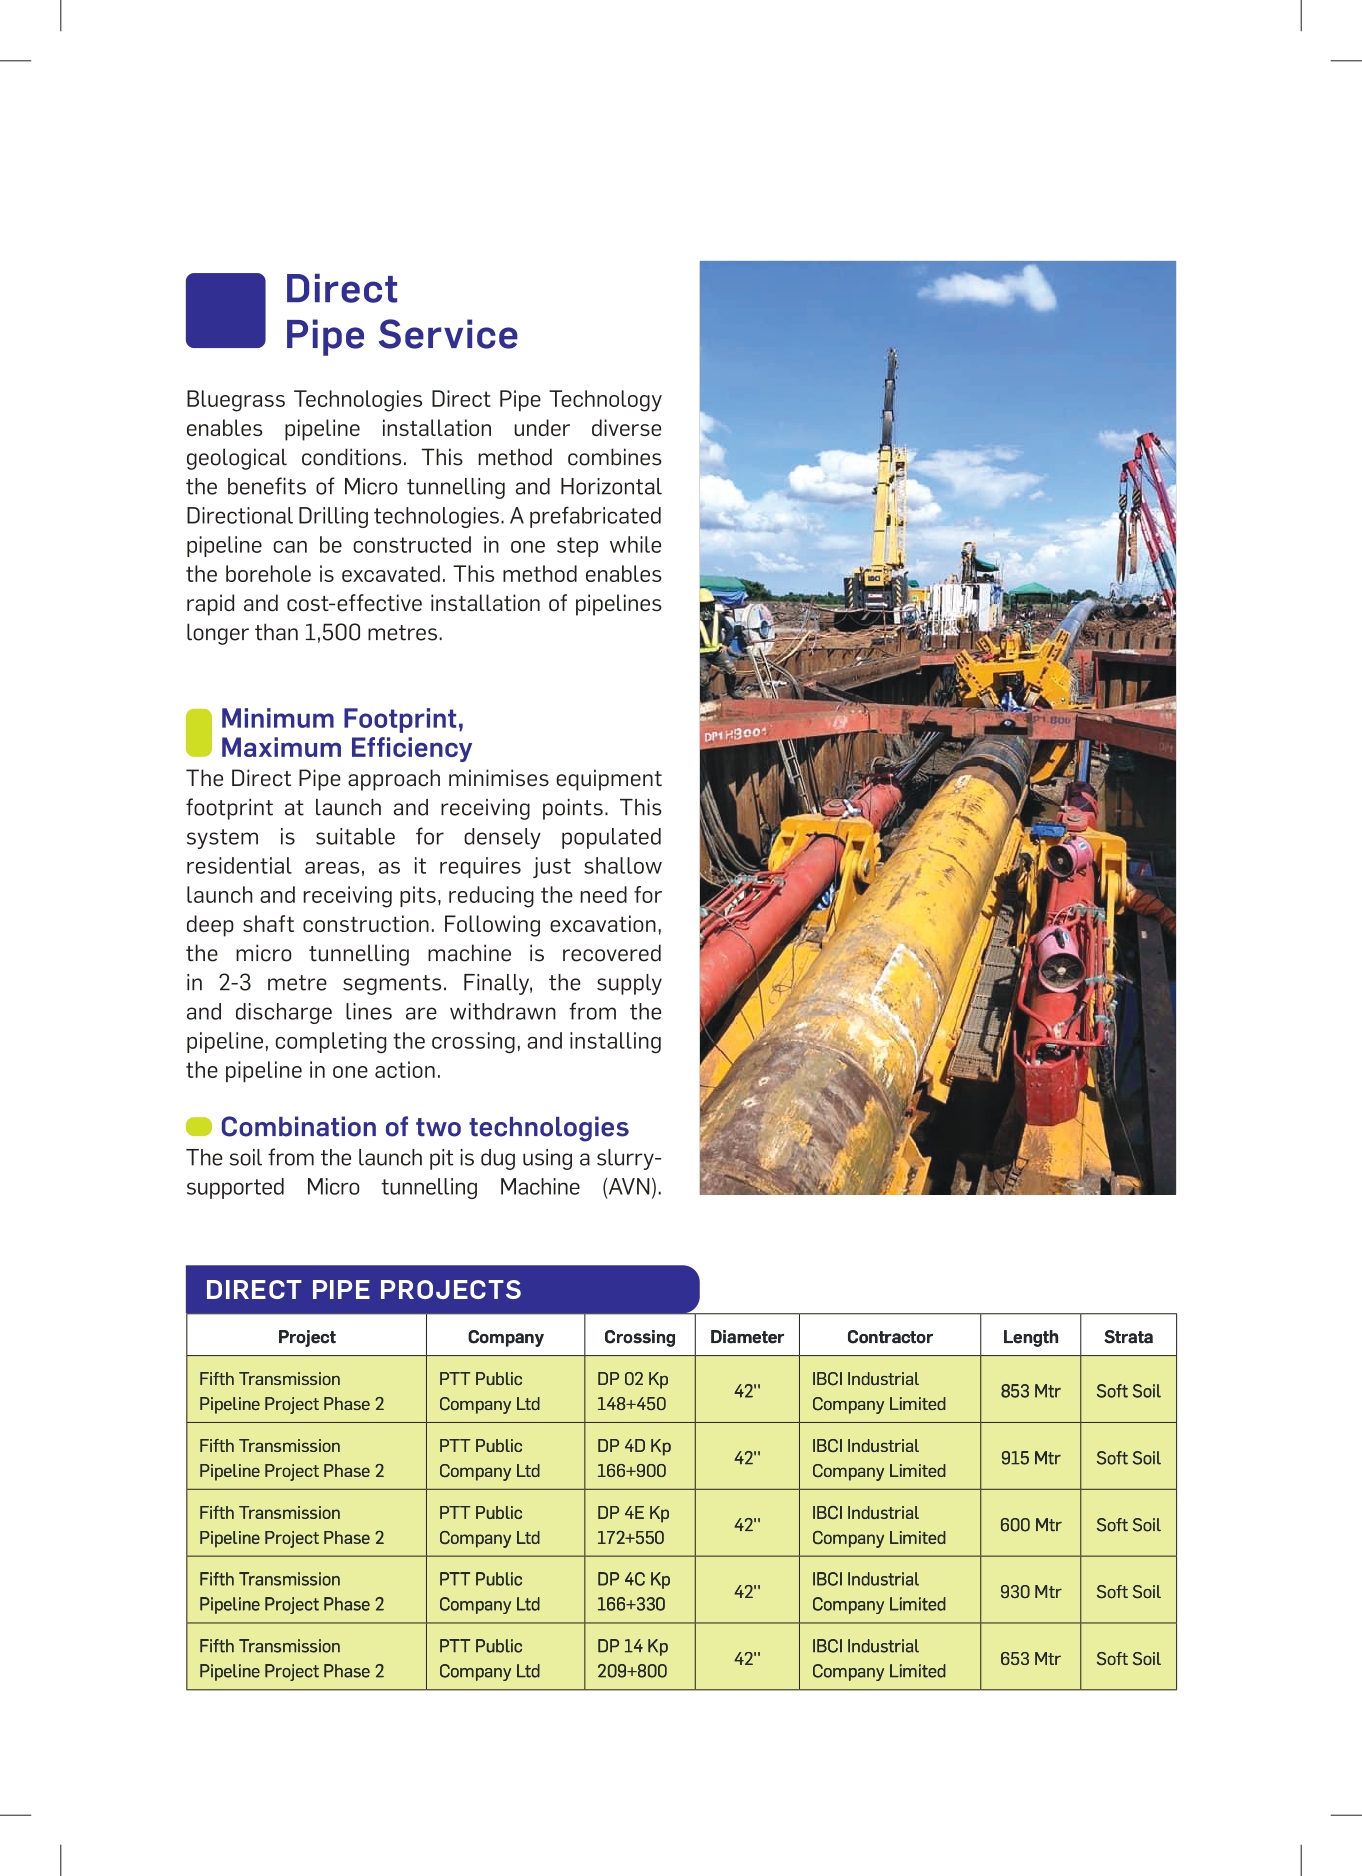 Direct
Pipe Service
Bluegrass Technologies Direct Pipe Technology
enables pipeline installation under diverse
geological conditions. This method combines
the benefits of Micro tunnelling and Horizontal
Directional Drilling technologies. A prefabricated
pipeline can be constructed in one step while
the borehole is excavated. This method enables
rapid and cost-effective installation of pipelines
longer than 1,500 metres.
Minimum Footprint,
Maximum Efficiency
The Direct Pipe approach minimises equipment
footprint at launch and receiving points. This
system is suitable for densely populated
residential areas, as it requires just shallow
launch and receiving pits, reducing the need for
deep shaft construction. Following excavation,
the micro tunnelling machine is recovered
in 2-3 metre segments. Finally, the supply
and discharge lines are withdrawn from the
pipeline, completing the crossing, and installing
the pipeline in one action.
Combination of two technologies
The soil from the launch pit is dug using a slurry-
supported Micro tunnelling Machine (AVN).
IBCI
DP1HB001
DP1 B00
DIRECT PIPE PROJECTS
Project Company Crossing Diameter Contractor Length Strata
Fifth Transmission PTT Public DP 02 Kp IBCI Industrial
Pipeline Project Phase 2 Company Ltd 148+450 42" Company Limited 853 Mtr Soft Soil
Fifth Transmission PTT Public DP 4D Kp IBCI Industrial
Pipeline Project Phase 2 Company Ltd 166+900 42" Company Limited 915 Mtr Soft Soil
Fifth Transmission PTT Public DP 4E Kp IBCI Industrial
Pipeline Project Phase 2 Company Ltd 172+550 42" Company Limited 600 Mtr Soft Soil
Fifth Transmission PTT Public DP 4C Kp IBCI Industrial
Pipeline Project Phase 2 Company Ltd 166+330 42" Company Limited 930 Mtr Soft Soil
Fifth Transmission PTT Public DP 14 Kp IBCI Industrial
Pipeline Project Phase 2 Company Ltd 209+800 42" Company Limited 653 Mtr Soft Soil